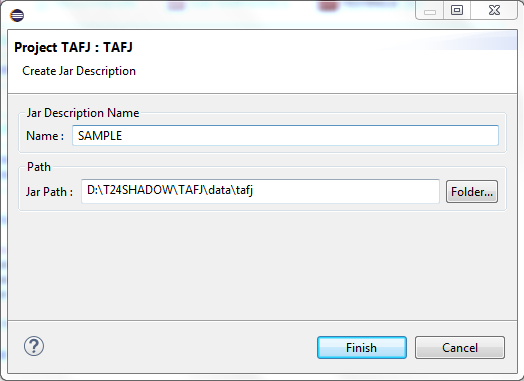 Project TAFJ : TAFJ
Create Jar Description
Jar Description Name
Name : SAMPLE
Path
Jar Path : D:\T24SHADOW\TAFJ\data\tafj Folder...
? Finish Cancel